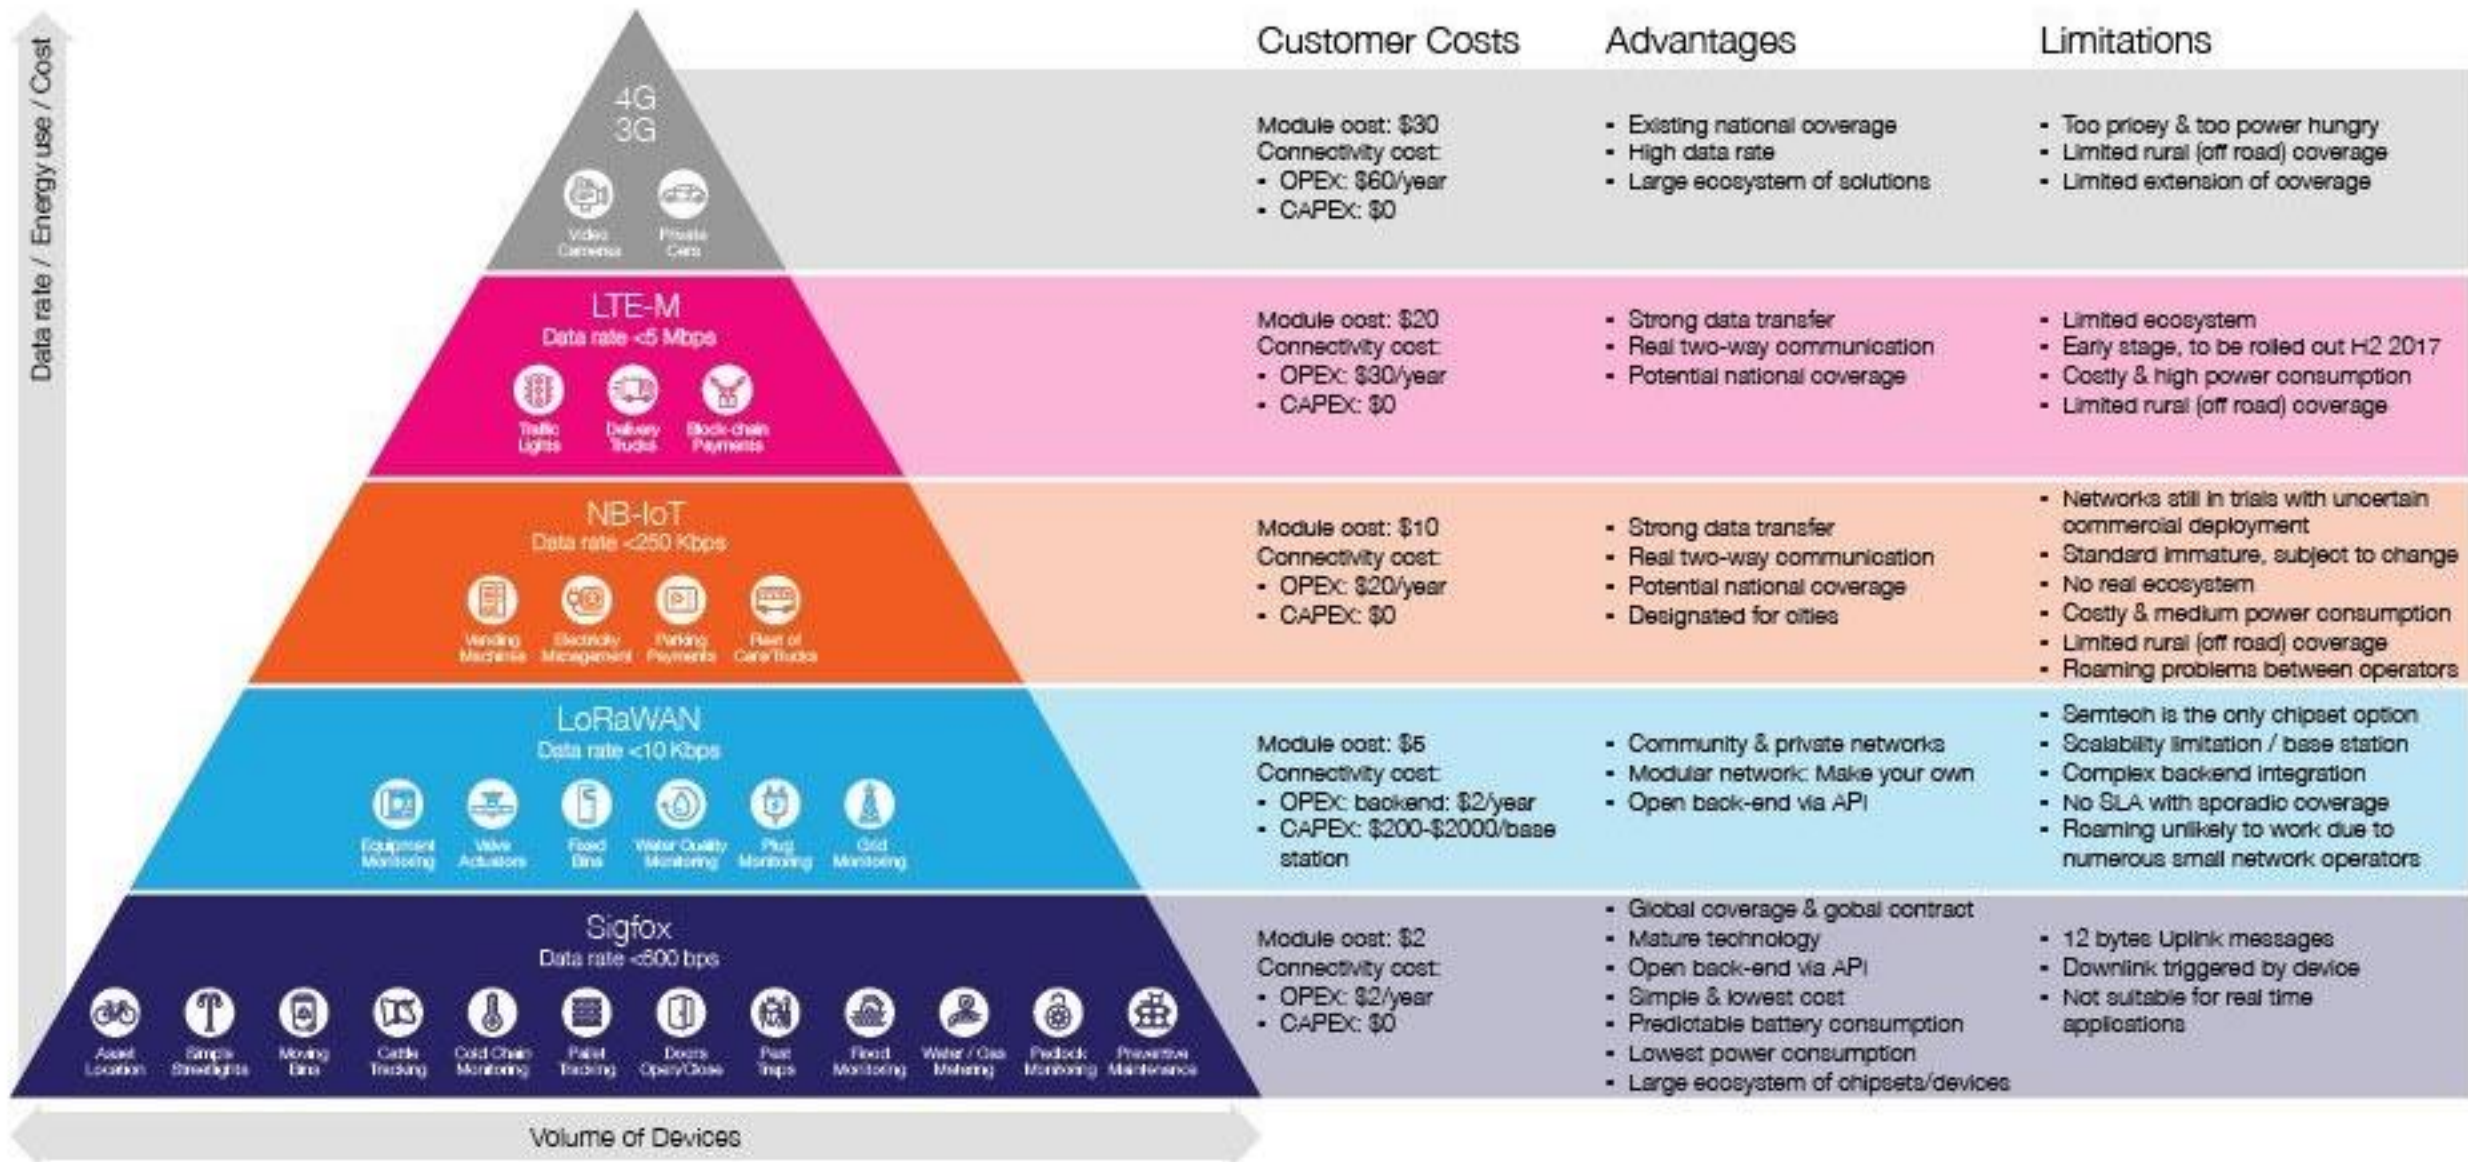 Data rate / Energy use / Cost
Customer Costs
Advantages
Limitations
4G
3G
Video
Cameras
Private
Cars
Module cost: $30
Connectivity cost:
- OPEX: $60/year
- CAPEX: $0
- Existing national coverage
- High data rate
- Large ecosystem of solutions
- Too pricey & too power hungry
- Limited rural (off road) coverage
- Limited extension of coverage
LTE-M
Data rate <5 Mbps
Traffic
Lights
Delivery
Trucks
Block-chain
Payments
Module cost: $20
Connectivity cost:
- OPEX: $30/year
- CAPEX: $0
- Strong data transfer
- Real two-way communication
- Potential national coverage
- Limited ecosystem
- Early stage, to be rolled out H2 2017
- Costly & high power consumption
- Limited rural (off road) coverage
NB-IoT
Data rate <250 Kbps
Vending
Machines
Electricity
Management
Parking
Payments
Fleet of
Cars/Trucks
Module cost: $10
Connectivity cost:
- OPEX: $20/year
- CAPEX: $0
- Strong data transfer
- Real two-way communication
- Potential national coverage
- Designated for cities
- Networks still in trials with uncertain
commercial deployment
- Standard immature, subject to change
- No real ecosystem
- Costly & medium power consumption
- Limited rural (off road) coverage
- Roaming problems between operators
LoRaWAN
Data rate <10 Kbps
Equipment
Monitoring
Valve
Actuators
Fixed
Bins
Water Quality
Monitoring
Plug
Monitoring
Grid
Monitoring
Module cost: $5
Connectivity cost:
- OPEX: backend: $2/year
- CAPEX: $200-$2000/base
station
- Community & private networks
- Modular network: Make your own
- Open back-end via API
- Semtech is the only chipset option
- Scalability limitation / base station
- Complex backend integration
- No SLA with sporadic coverage
- Roaming unlikely to work due to
numerous small network operators
Sigfox
Data rate <600 bps
Asset
Location
Simple
Streetlights
Moving
Bins
Cattle
Tracking
Cold Chain
Monitoring
Pallet
Tracking
Doors
Open/Close
Pest
Traps
Flood
Monitoring
Water / Gas
Metering
Padlock
Monitoring
Preventive
Maintenance
Module cost: $2
Connectivity cost:
- OPEX: $2/year
- CAPEX: $0
- Global coverage & gobal contract
- Mature technology
- Open back-end via API
- Simple & lowest cost
- Predictable battery consumption
- Lowest power consumption
- Large ecosystem of chipsets/devices
- 12 bytes Uplink messages
- Downlink triggered by device
- Not suitable for real time
applications
Volume of Devices